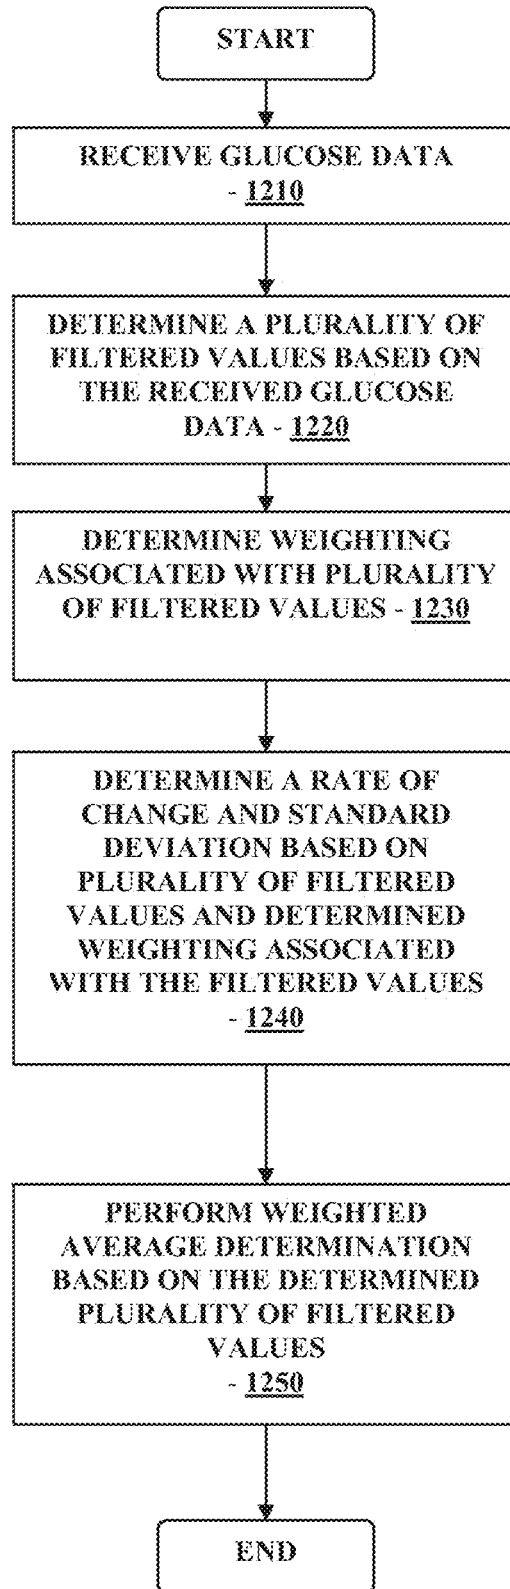 START
RECEIVE GLUCOSE DATA
- 1210
DETERMINE A PLURALITY OF
FILTERED VALUES BASED ON
THE RECEIVED GLUCOSE
DATA - 1220
DETERMINE WEIGHTING
ASSOCIATED WITH PLURALITY
OF FILTERED VALUES - 1230
DETERMINE A RATE OF
CHANGE AND STANDARD
DEVIATION BASED ON
PLURALITY OF FILTERED
VALUES AND DETERMINED
WEIGHTING ASSOCIATED
WITH THE FILTERED VALUES
- 1240
PERFORM WEIGHTED
AVERAGE DETERMINATION
BASED ON THE DETERMINED
PLURALITY OF FILTERED
VALUES
- 1250
END